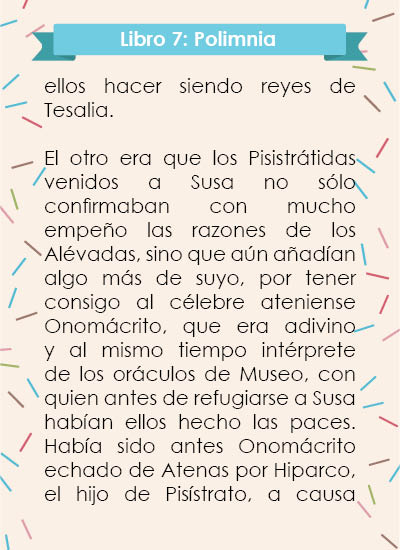 Libro 7: Polimnia
ellos hacer siendo reyes de
Tesalia.
El otro era que los Pisistrátidas
venidos a Susa no sólo
confirmaban con mucho
empeño las razones de los
Alévadas, sino que aún añadían
algo más de suyo, por tener
consigo al célebre ateniense
Onomácrito, que era adivino
y al mismo tiempo intérprete
de los oráculos de Museo, con
quien antes de refugiarse a Susa
habían ellos hecho las paces.
Había sido antes Onomácrito
echado de Atenas por Hiparco,
el hijo de Pisístrato, a causa